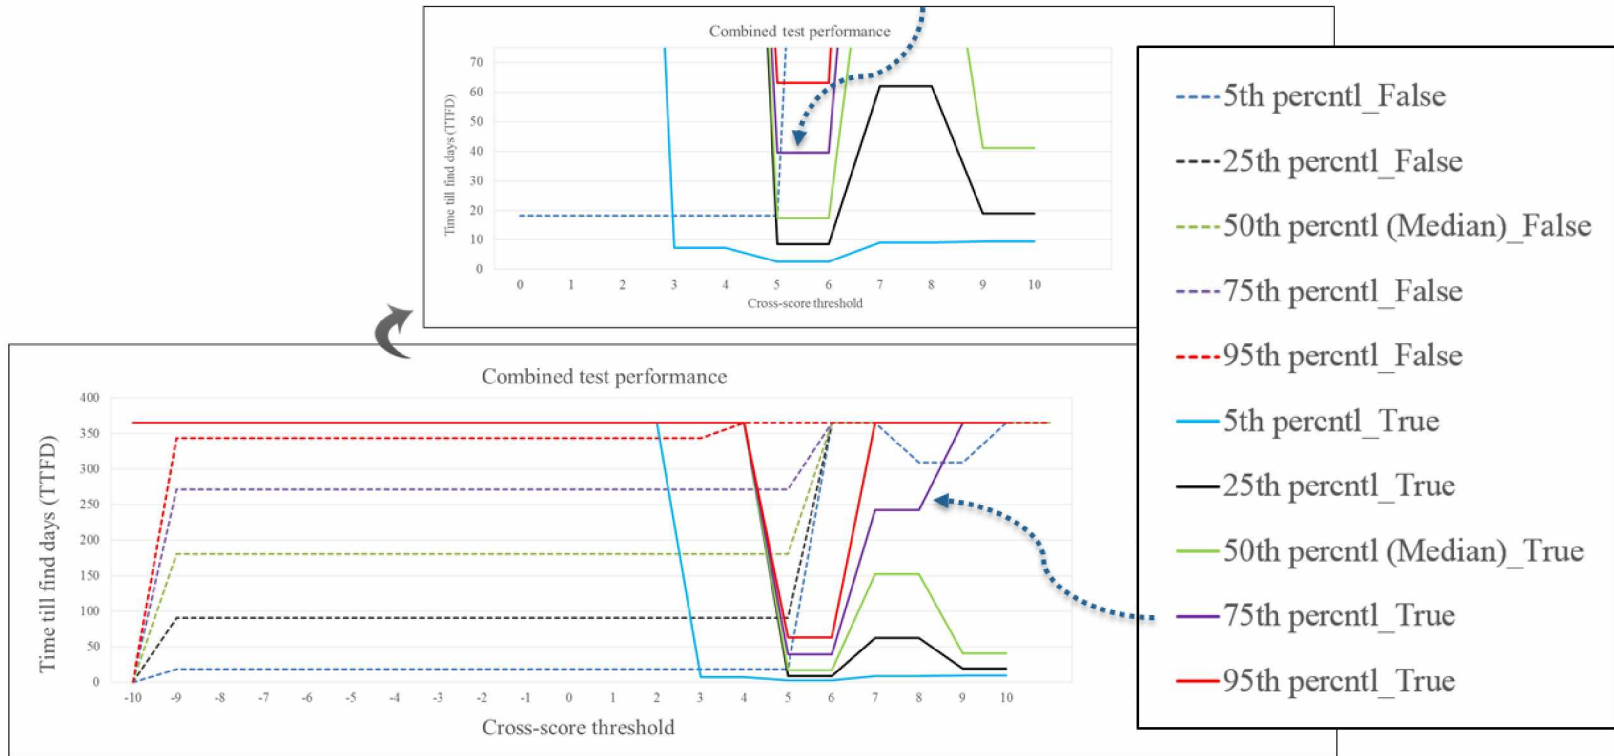 Combined test performance
70
60
50
40
30
20
10
0
Time till find days (TTFD)
0 1 2 3 4 5 6 7 8 9 10
Cross-score threshold
5th percntl_False
25th percntl_False
50th percntl (Median)_False
75th percntl_False
95th percntl_False
5th percntl_True
25th percntl_True
50th percntl (Median)_True
75th percntl_True
95th percntl_True
Combined test performance
400
350
300
250
200
150
100
50
0
Time till find days (TTFD)
-10 -9 -8 -7 -6 -5 -4 -3 -2 -1 0 1 2 3 4 5 6 7 8 9 10
Cross-score threshold